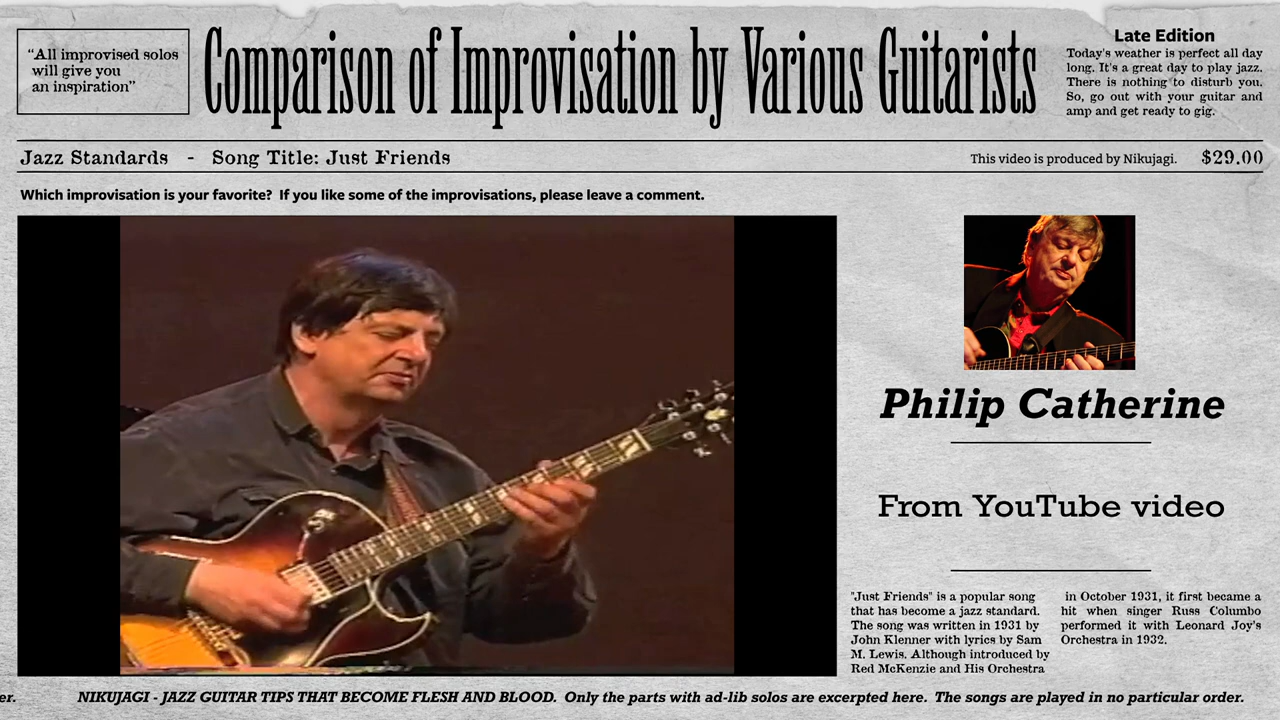 “All improvised solos
will give you
an inspiration”
Comparison of Improvisation by Various Guitarists
Late Edition
Today's weather is perfect all day
long. It's a great day to play jazz.
There is nothing to disturb you.
So, go out with your guitar and
amp and get ready to gig.
Jazz Standards - Song Title: Just Friends
This video is produced by Nikujagi. $29.00
Which improvisation is your favorite? If you like some of the improvisations, please leave a comment.
Philip Catherine
From YouTube video
"Just Friends" is a popular song
that has become a jazz standard.
The song was written in 1931 by
John Klenner with lyrics by Sam
M. Lewis. Although introduced by
Red McKenzie and His Orchestra
in October 1931, it first became a
hit when singer Russ Columbo
performed it with Leonard Joy's
Orchestra in 1932.
er. NIKUJAGI - JAZZ GUITAR TIPS THAT BECOME FLESH AND BLOOD. Only the parts with ad-lib solos are excerpted here. The songs are played in no particular order.